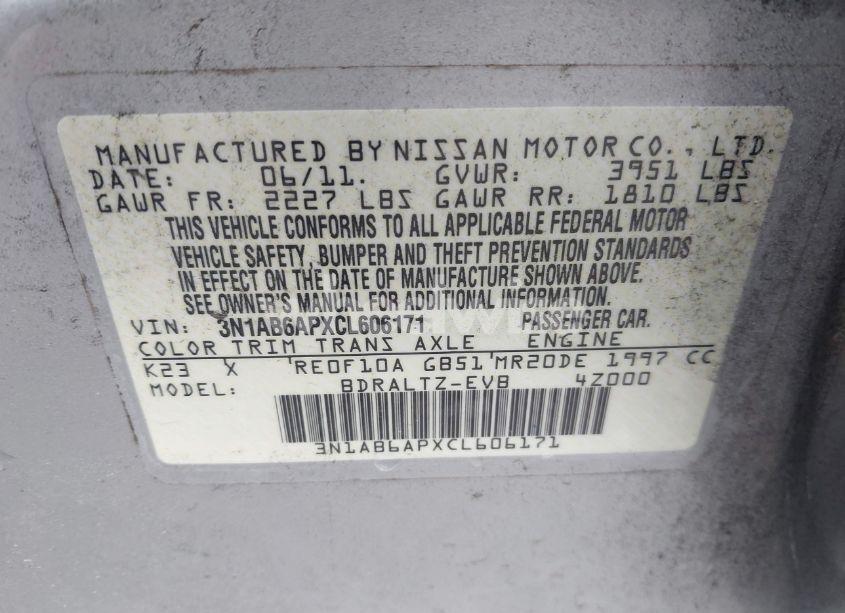 MANUFACTURED BY NISSAN MOTOR CO., LTD.
DATE: 06/11. GVWR: 3951 LBS
GAWR FR: 2227 LBS GAWR RR: 1810 LBS
THIS VEHICLE CONFORMS TO ALL APPLICABLE FEDERAL MOTOR
VEHICLE SAFETY, BUMPER AND THEFT PREVENTION STANDARDS
IN EFFECT ON THE DATE OF MANUFACTURE SHOWN ABOVE.
SEE OWNER'S MANUAL FOR ADDITIONAL INFORMATION.
VIN: 3N1AB6APXCL606171 PASSENGER CAR.
COLOR TRIM TRANS AXLE ENGINE
K23 X RE0F10A GB51 MR20DE 1997 CC
MODEL: BDRALTZ-EVB 4Z000
3N1AB6APXCL606171